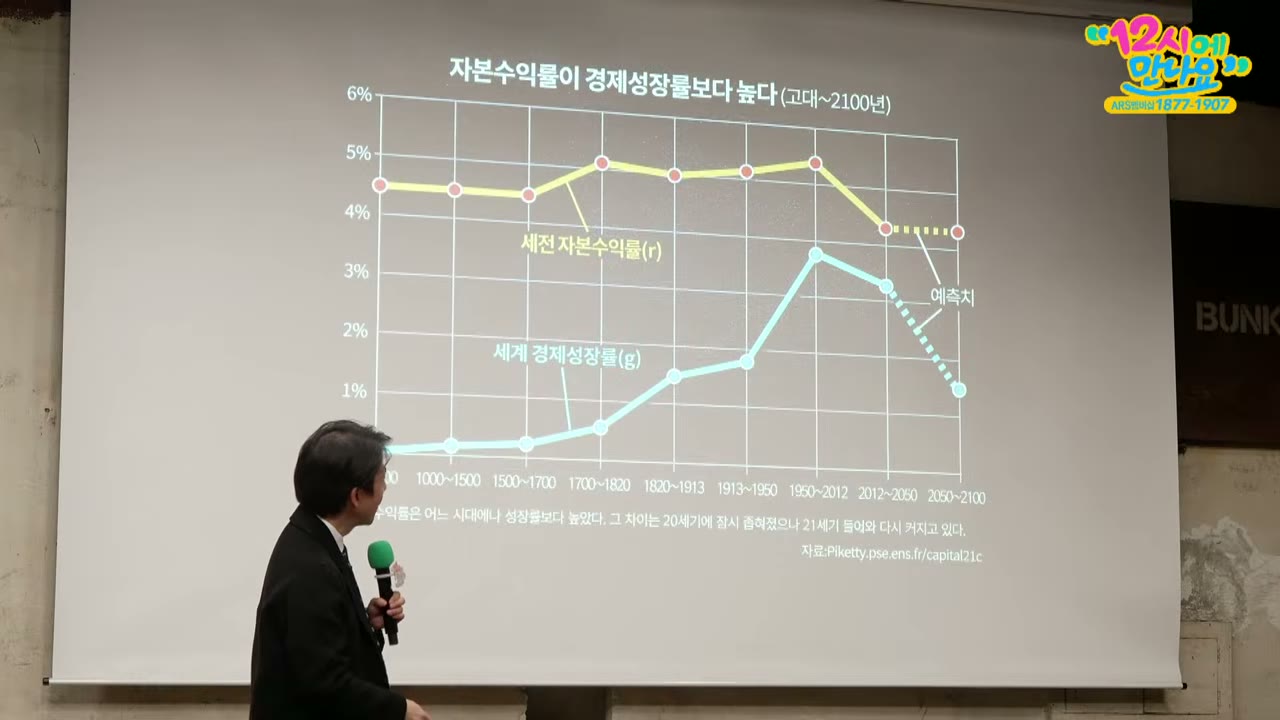 “12시에
만나요”
ARS멤버십 1877-1907
자본수익률이 경제성장률보다 높다 (고대~2100년)
6%
5%
4%
3%
2%
1%
세전 자본수익률(r)
예측치
세계 경제성장률(g)
1000~1500 1500~1700 1700~1820 1820~1913 1913~1950 1950~2012 2012~2050 2050~2100
수익률은 어느 시대에나 성장률보다 높았다. 그 차이는 20세기에 잠시 좁혀졌으나 21세기 들어와 다시 커지고 있다.
자료:Piketty.pse.ens.fr/capital21c
BUNK